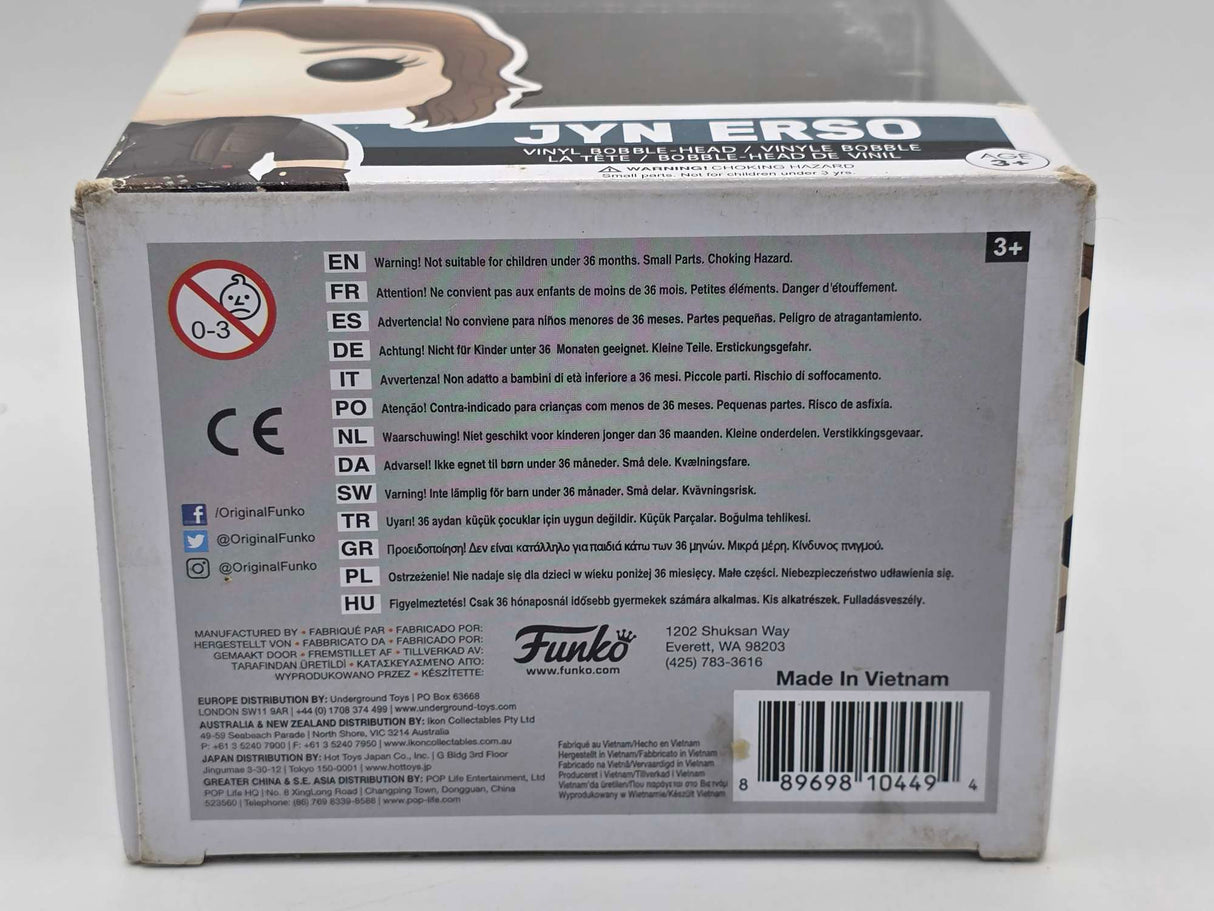 JYN ERSO
VINYL BOBBLE-HEAD / VINYLE BOBBLE
LA TÊTE / BOBBLE-HEAD DE VINIL
WARNING! CHOKING HAZARD
Small parts. Not for children under 3 yrs.
AGE
3+
3+
0-3
EN Warning! Not suitable for children under 36 months. Small Parts. Choking Hazard.
FR Attention! Ne convient pas aux enfants de moins de 36 mois. Petites éléments. Danger d'étouffement.
ES Advertencia! No conviene para niños menores de 36 meses. Partes pequeñas. Peligro de atragantamiento.
DE Achtung! Nicht für Kinder unter 36 Monaten geeignet. Kleine Teile. Erstickungsgefahr.
IT Avvertenza! Non adatto a bambini di età inferiore a 36 mesi. Piccole parti. Rischio di soffocamento.
PO Atenção! Contra-indicado para crianças com menos de 36 meses. Pequenas partes. Risco de asfixia.
NL Waarschuwing! Niet geschikt voor kinderen jonger dan 36 maanden. Kleine onderdelen. Verstikkingsgevaar.
DA Advarsel! Ikke egnet til børn under 36 måneder. Små dele. Kvælningsfare.
SW Varning! Inte lämplig för barn under 36 månader. Små delar. Kvävningsrisk.
TR Uyarı! 36 aydan küçük çocuklar için uygun değildir. Küçük Parçalar. Boğulma tehlikesi.
GR Προειδοποίηση! Δεν είναι κατάλληλο για παιδιά κάτω των 36 μηνών. Μικρά μέρη. Κίνδυνος πνιγμού.
PL Ostrzeżenie! Nie nadaje się dla dzieci w wieku poniżej 36 miesięcy. Małe części. Niebezpieczeństwo udławienia się.
HU Figyelmeztetés! Csak 36 hónaposnál idősebb gyermekek számára alkalmas. Kis alkatrészek. Fulladásveszély.
CE
/OriginalFunko
@OriginalFunko
@OriginalFunko
MANUFACTURED BY • FABRIQUÉ PAR • FABRICADO POR:
HERGESTELLT VON • FABBRICATO DA • FABRICADO POR:
GEMAAKT DOOR • FREMSTILLET AF • TILLVERKAD AV:
TARAFINDAN ÜRETİLDİ • ΚΑΤΑΣΚΕΥΑΣΜΕΝΟ ΑΠΟ:
WYPRODUKOWANO PRZEZ • KÉSZÍTETTE:
Funko
www.funko.com
1202 Shuksan Way
Everett, WA 98203
(425) 783-3616
EUROPE DISTRIBUTION BY: Underground Toys | PO Box 63668
LONDON SW11 9AR | +44 (0) 1708 374 499 | www.underground-toys.com
AUSTRALIA & NEW ZEALAND DISTRIBUTION BY: Ikon Collectables Pty Ltd
49-59 Seabeach Parade | North Shore, VIC 3214 Australia
P: +61 3 5240 7900 | F: +61 3 5240 7950 | www.ikoncollectables.com.au
JAPAN DISTRIBUTION BY: Hot Toys Japan Co., Inc. | G Bldg 3rd Floor
Jingumae 3-30-12 | Tokyo 150-0001 | www.hottoys.jp
GREATER CHINA & S.E. ASIA DISTRIBUTION BY: POP Life Entertainment, Ltd
POP Life HQ | No. 8 XingLong Road | Changping Town, Dongguan, China
523560 | Telephone: (86) 769 8339-8588 | www.pop-life.com
Fabriqué au Vietnam/Hecho en Vietnam
Hergestellt in Vietnam/Fabbricato in Vietnam
Fabricado na Vietnã/Vervaardigd in Vietnam
Produceret i Vietnam/Tillverkad i Vietnam
Vietnam'da üretilen/Που παράγεται στο Βιετνάμ
Wyprodukowany w Wietnamie/Készült Vietnam
Made In Vietnam
8 89698 10449 4